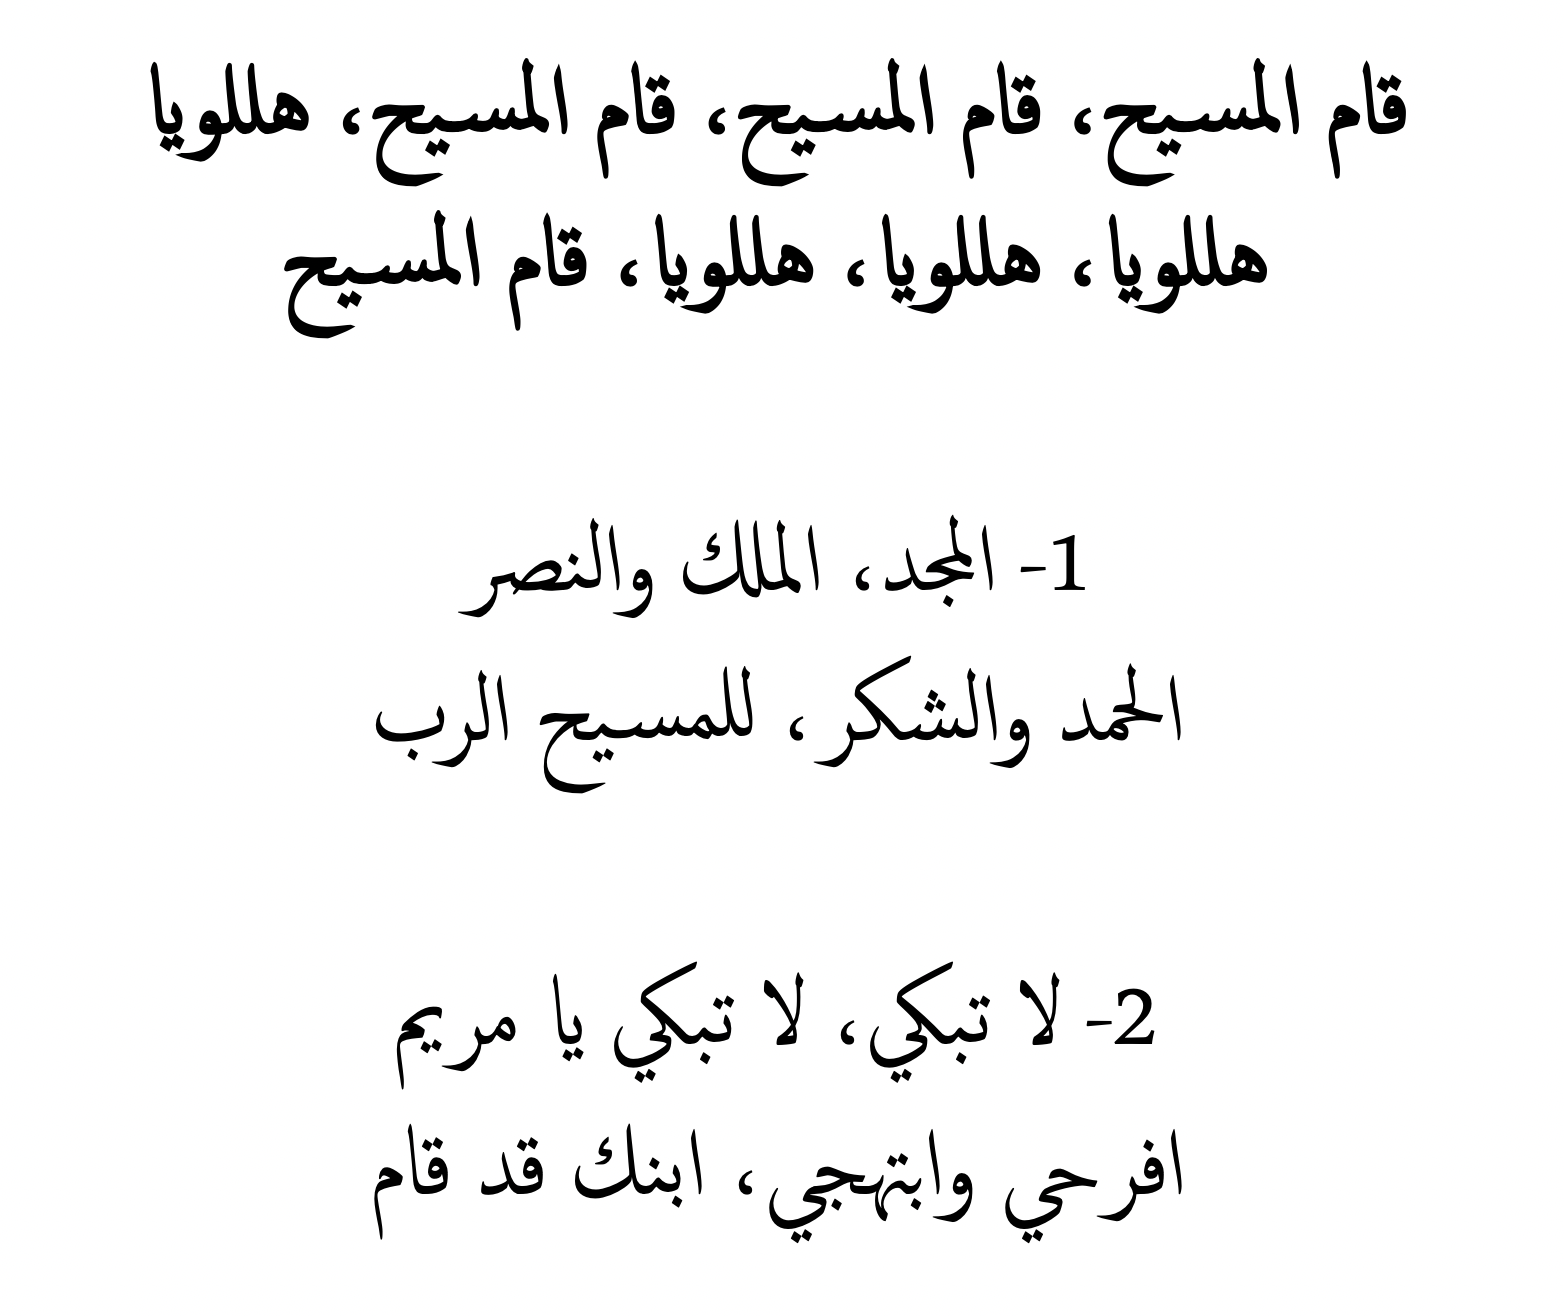 قام المسيح، قام المسيح، قام المسيح، هللويا
هللويا، هللويا، هللويا، قام المسيح
1- المجد، الملك والنصر
الحمد والشكر، للمسيح الرب
2- لا تبكي، لا تبكي يا مريم
افرحي وابتهجي، ابنك قد قام